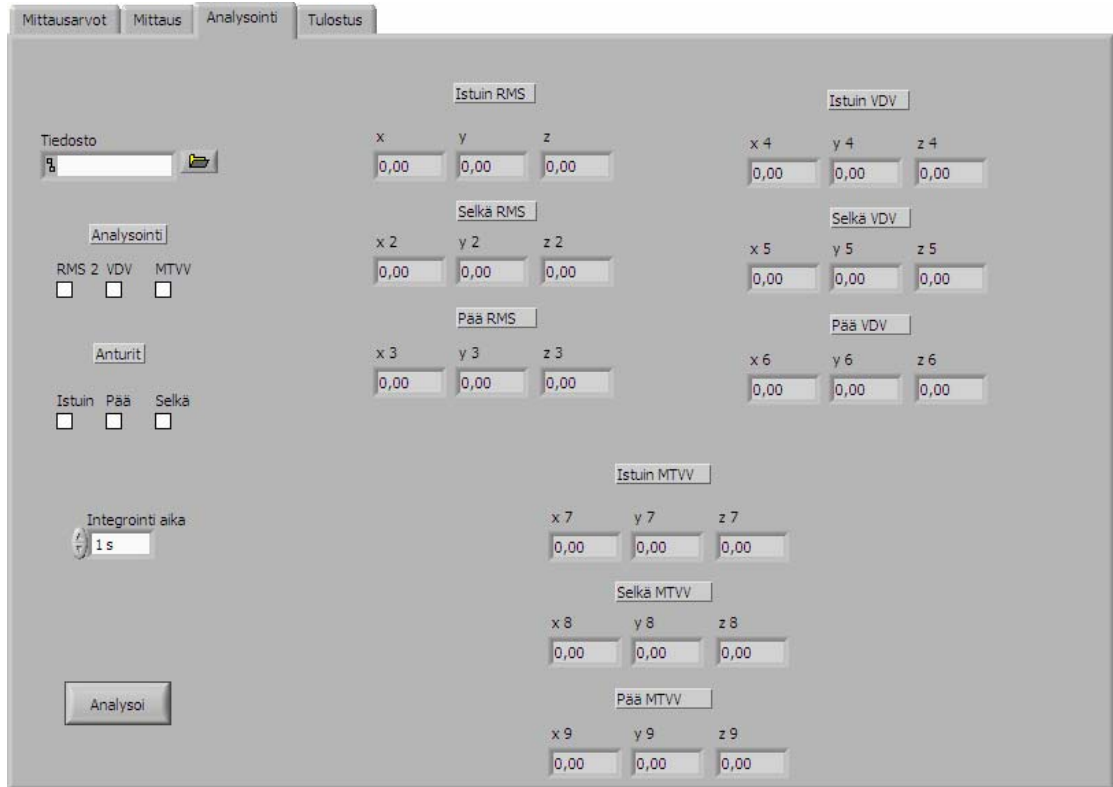 Mittausarvot Mittaus Analysointi Tulostus
Tiedosto
Analysointi
RMS 2 VDV MTVV
Anturit
Istuin Pää Selkä
Integrointi aika
1 s
Analysoi
Istuin RMS
x y z
0,00 0,00 0,00
Selkä RMS
x 2 y 2 z 2
0,00 0,00 0,00
Pää RMS
x 3 y 3 z 3
0,00 0,00 0,00
Istuin VDV
x 4 y 4 z 4
0,00 0,00 0,00
Selkä VDV
x 5 y 5 z 5
0,00 0,00 0,00
Pää VDV
x 6 y 6 z 6
0,00 0,00 0,00
Istuin MTVV
x 7 y 7 z 7
0,00 0,00 0,00
Selkä MTVV
x 8 y 8 z 8
0,00 0,00 0,00
Pää MTVV
x 9 y 9 z 9
0,00 0,00 0,00